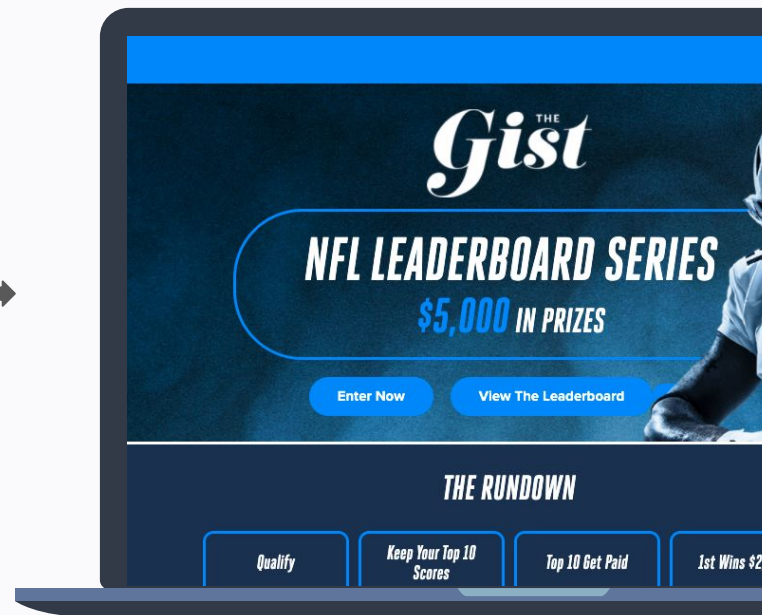 THE
Gist
NFL LEADERBOARD SERIES
$5,000 IN PRIZES
Enter Now
View The Leaderboard
THE RUNDOWN
Qualify
Keep Your Top 10
Scores
Top 10 Get Paid
1st Wins $2